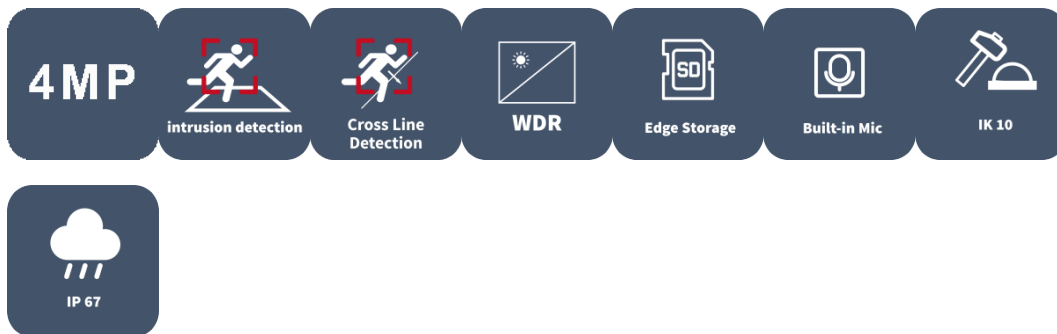 4MP
intrusion detection
Cross Line
Detection
WDR
SD
Edge Storage
Built-in Mic
IK 10
IP 67